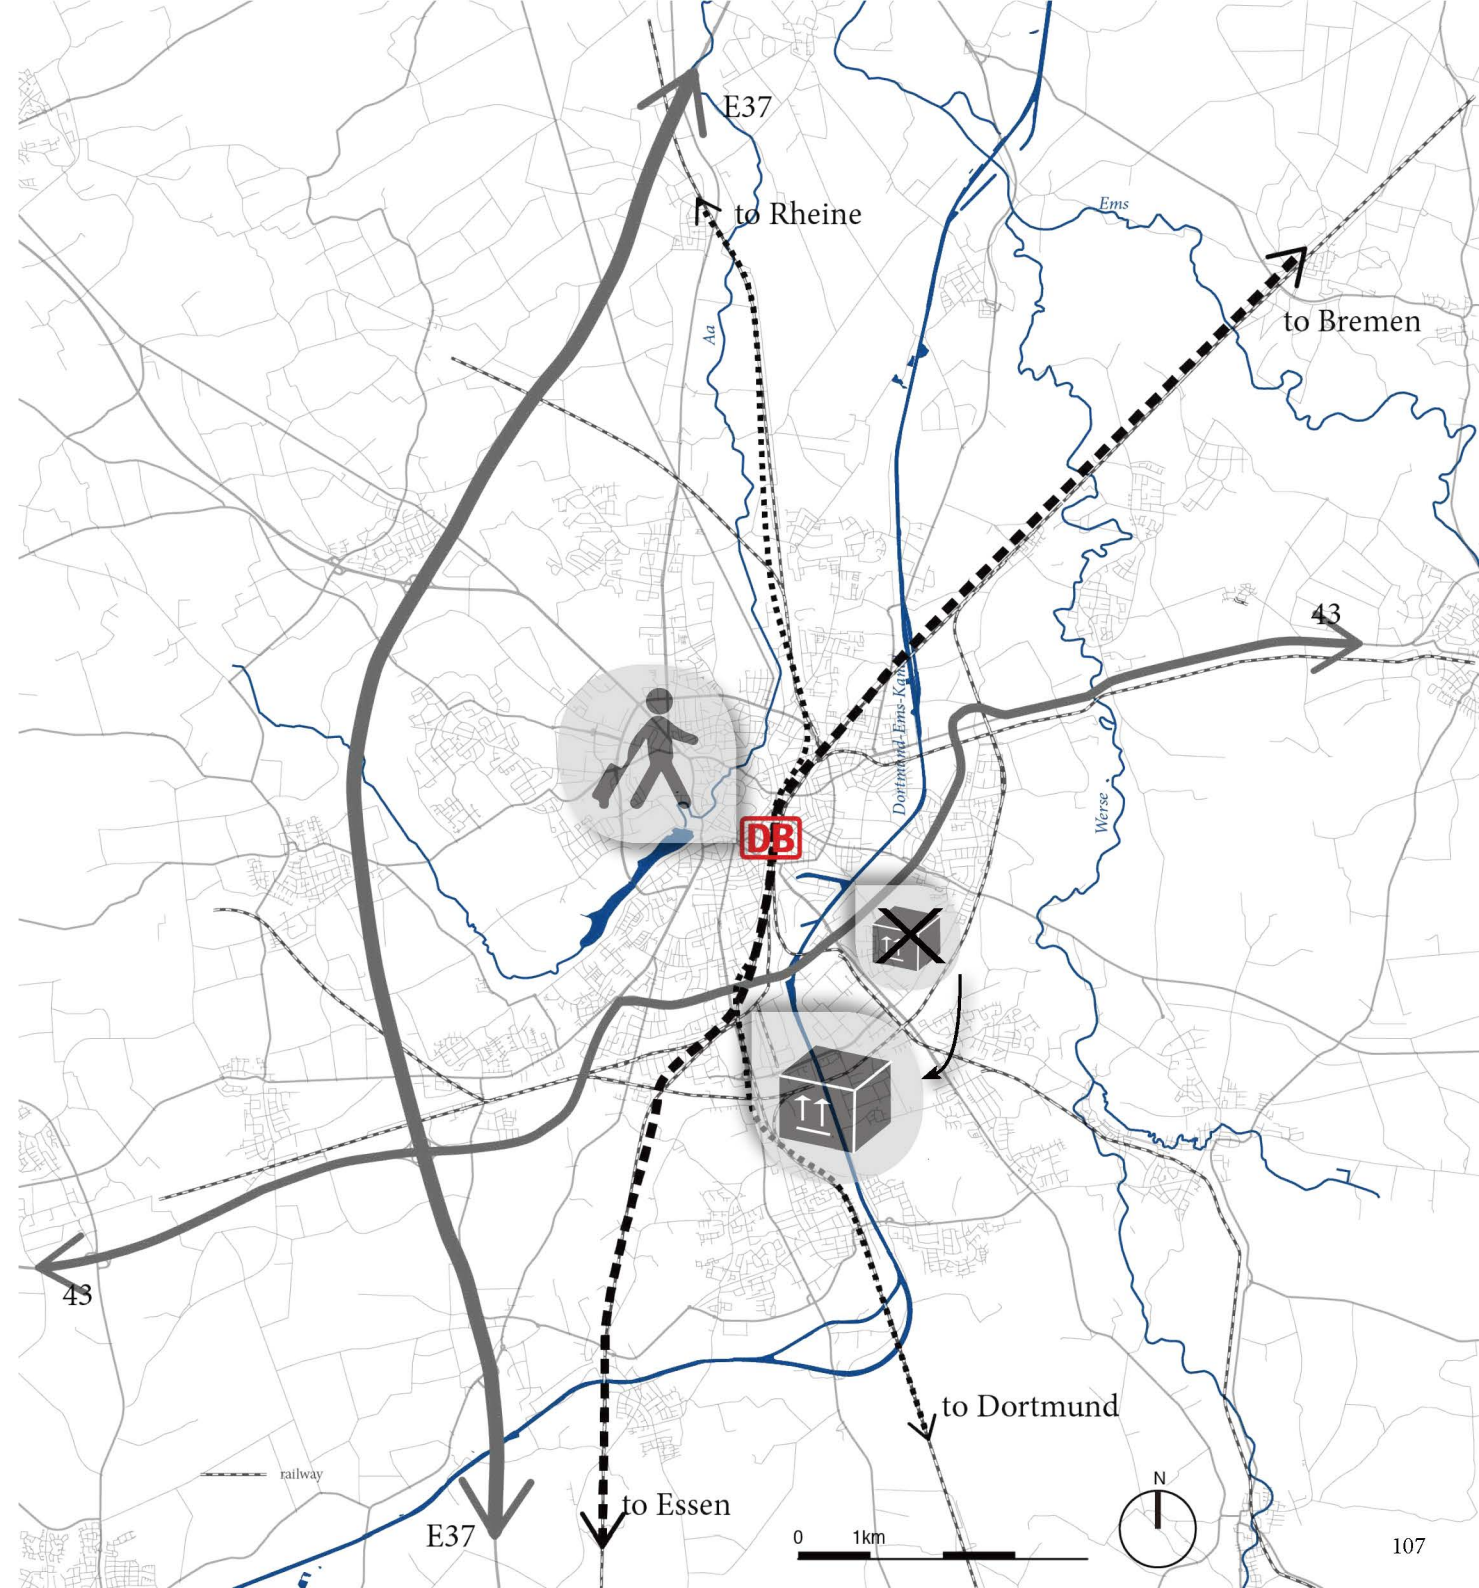 E37
to Rheine
Ems
to Bremen
Aa
43
Dortmund-Ems-Kan
DB
Werse
43
to Dortmund
railway
to Essen
E37
N
0 1km
107